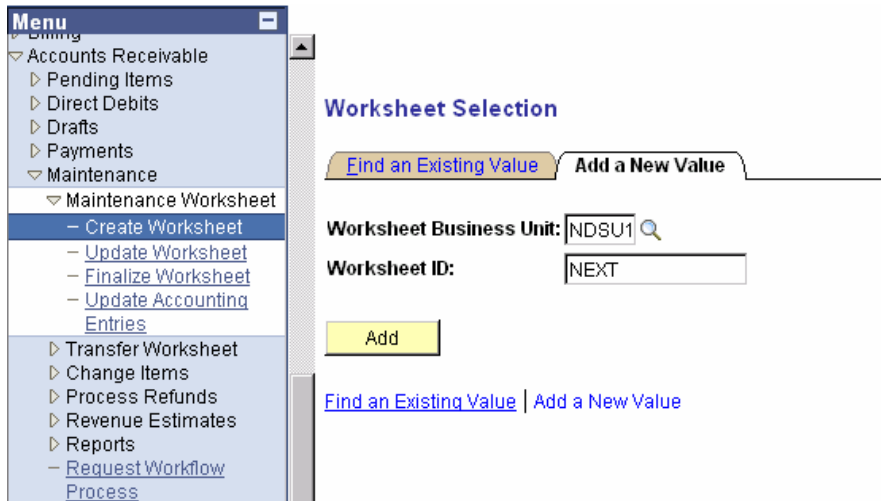 Menu
Billing
Accounts Receivable
Pending Items
Direct Debits
Drafts
Payments
Maintenance
Maintenance Worksheet
– Create Worksheet
– Update Worksheet
– Finalize Worksheet
– Update Accounting
Entries
Transfer Worksheet
Change Items
Process Refunds
Revenue Estimates
Reports
– Request Workflow
Process
Worksheet Selection
Find an Existing Value / Add a New Value
Worksheet Business Unit: NDSU1
Worksheet ID: NEXT
Add
Find an Existing Value | Add a New Value